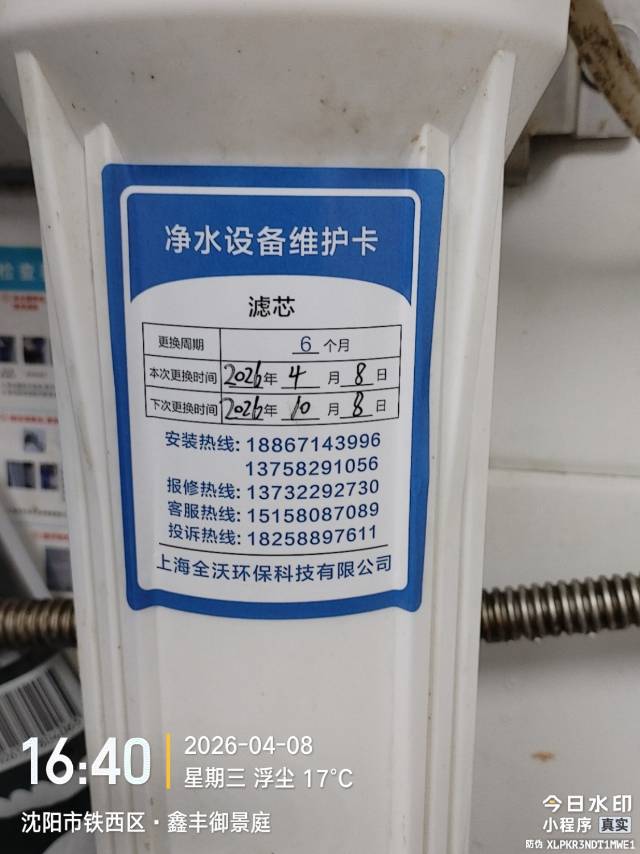 净水设备维护卡
滤芯
更换周期 6 个月
本次更换时间 2026年 4 月 8 日
下次更换时间 2026年 10 月 8 日
安装热线: 18867143996
13758291056
报修热线: 13732292730
客服热线: 15158087089
投诉热线: 18258897611
上海全沃环保科技有限公司
16:40
2026-04-08
星期三 浮尘 17℃
沈阳市铁西区·鑫丰御景庭
今日水印
小程序 真实
防伪 XLPKR3NDT1MWE1